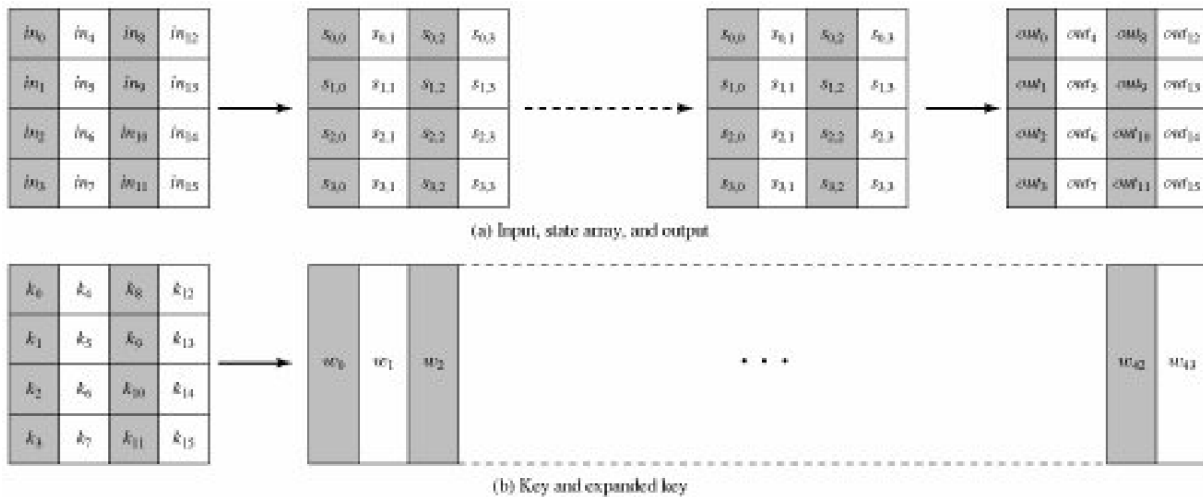 in₀ in₄ in₈ in₁₂ s₀,₀ s₀,₁ s₀,₂ s₀,₃ s₀,₀ s₀,₁ s₀,₂ s₀,₃ out₀ out₄ out₈ out₁₂
in₁ in₅ in₉ in₁₃ s₁,₀ s₁,₁ s₁,₂ s₁,₃ s₁,₀ s₁,₁ s₁,₂ s₁,₃ out₁ out₅ out₉ out₁₃
in₂ in₆ in₁₀ in₁₄ s₂,₀ s₂,₁ s₂,₂ s₂,₃ s₂,₀ s₂,₁ s₂,₂ s₂,₃ out₂ out₆ out₁₀ out₁₄
in₃ in₇ in₁₁ in₁₅ s₃,₀ s₃,₁ s₃,₂ s₃,₃ s₃,₀ s₃,₁ s₃,₂ s₃,₃ out₃ out₇ out₁₁ out₁₅
(a) Input, state array, and output
k₀ k₄ k₈ k₁₂
k₁ k₅ k₉ k₁₃
w₀ w₁ w₂ • • • w₄₂ w₄₃
k₂ k₆ k₁₀ k₁₄
k₃ k₇ k₁₁ k₁₅
(b) Key and expanded key